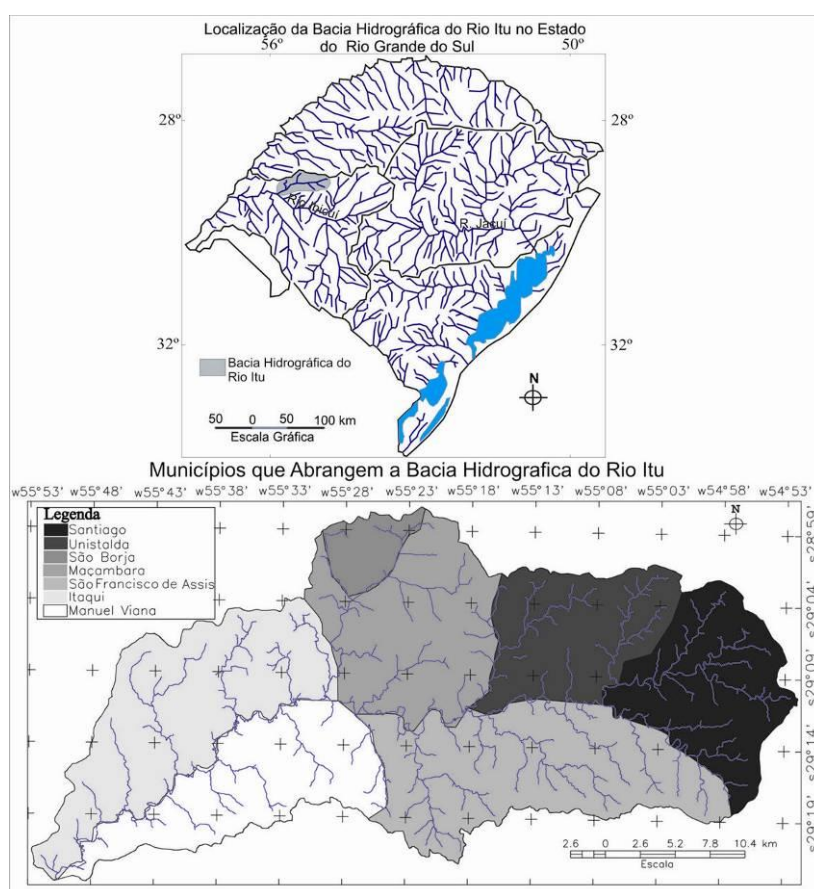 Localização da Bacia Hidrográfica do Rio Itu no Estado
do Rio Grande do Sul
56º
50º
28º
28º
Rio Ibicuí
R. Jacuí
32º
32º
Bacia Hidrográfica do
Rio Itu
N
50 0 50 100 km
Escala Gráfica
Municípios que Abrangem a Bacia Hidrografica do Rio Itu
w55°53' w55°48' w55°43' w55°38' w55°33' w55°28' w55°23' w55°18' w55°13' w55°08' w55°03' w54°58' w54°53'
Legenda
Santiago
Unistalda
São Borja
Maçambara
São Francisco de Assis
Itaqui
Manuel Viana
N
s28°59'
s29°04'
s29°09'
s29°14'
s29°19'
2.6 0 2.6 5.2 7.8 10.4 km
Escala